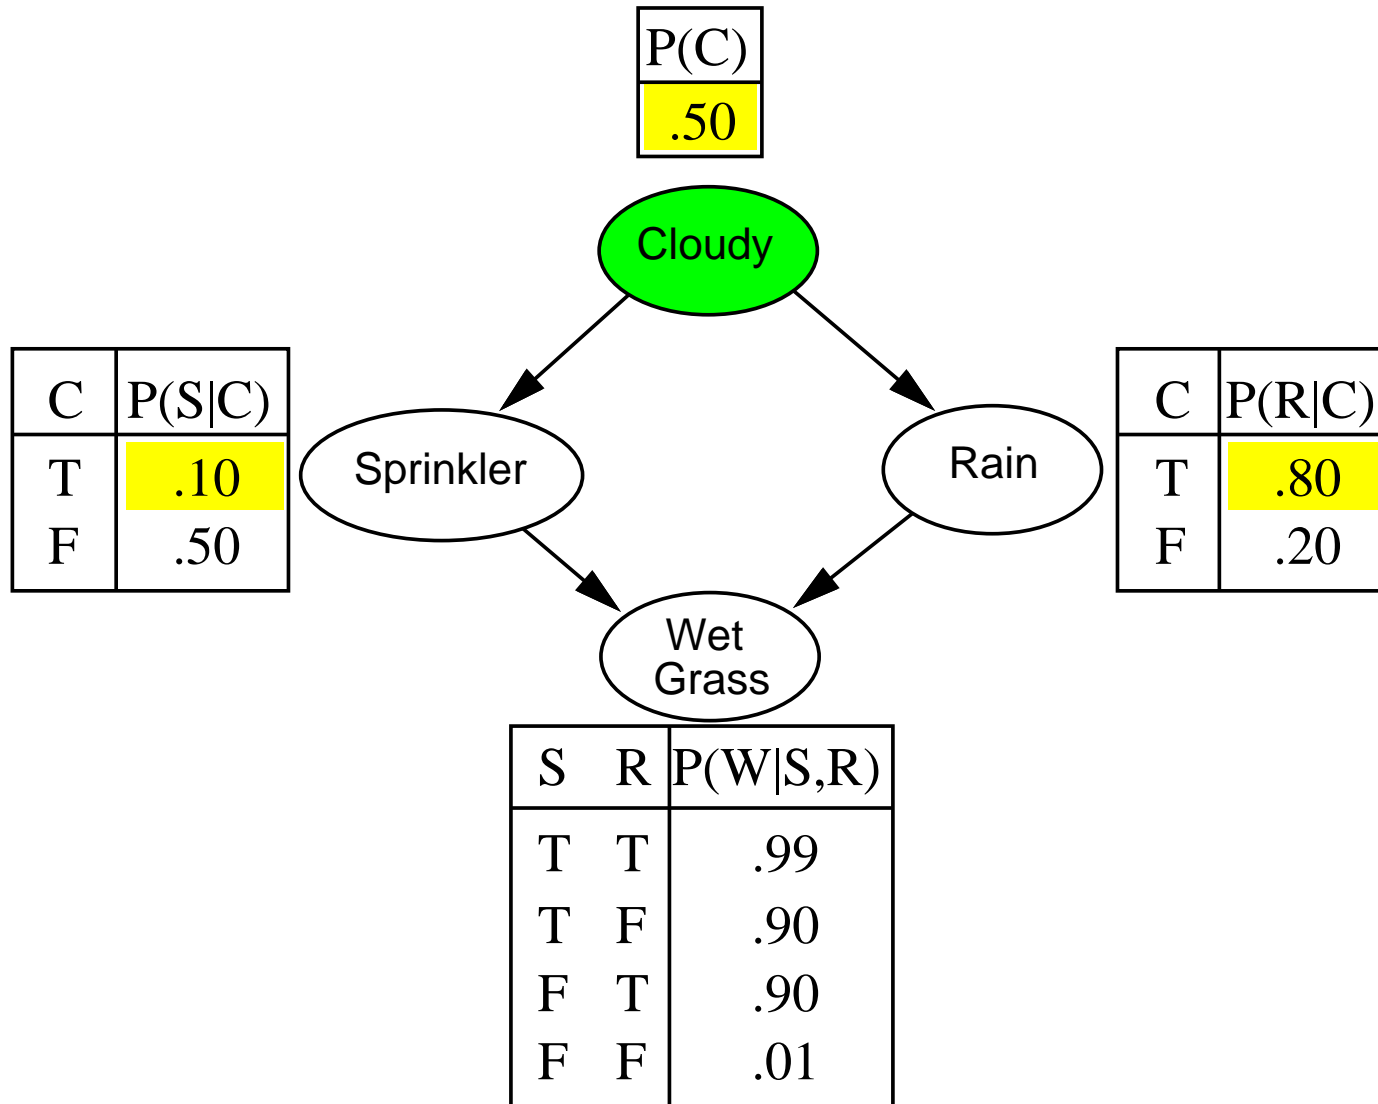 P(C)
.50
Cloudy
C P(S|C)
T .10
F .50
Sprinkler
Rain
C P(R|C)
T .80
F .20
Wet
Grass
S R P(W|S,R)
T T .99
T F .90
F T .90
F F .01